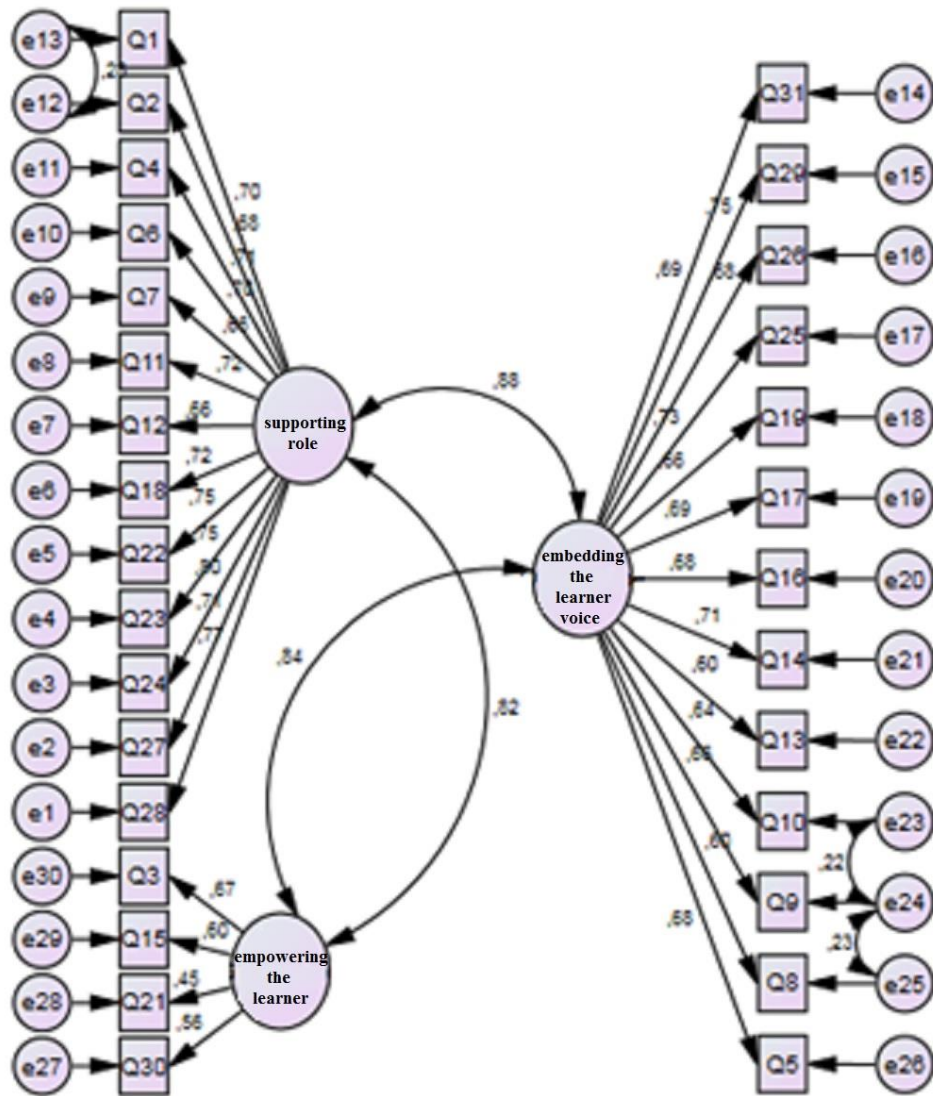 e13 Q1
e12 Q2
e11 Q4
e10 Q6
e9 Q7
e8 Q11
e7 Q12
e6 Q18
e5 Q22
e4 Q23
e3 Q24
e2 Q27
e1 Q28
e30 Q3
e29 Q15
e28 Q21
e27 Q30
,70
,68
,72
,66
,72
,75
,75
,77
,67
,60
,45
,56
supporting
role
empowering
the
learner
,88
,84
,82
embedding
the
learner
voice
,69
,73
,69
,68
,71
,60
,64
,68
Q31 e14
Q29 e15
Q26 e16
Q25 e17
Q19 e18
Q17 e19
Q16 e20
Q14 e21
Q13 e22
Q10 e23
,22
Q9 e24
,23
Q8 e25
Q5 e26